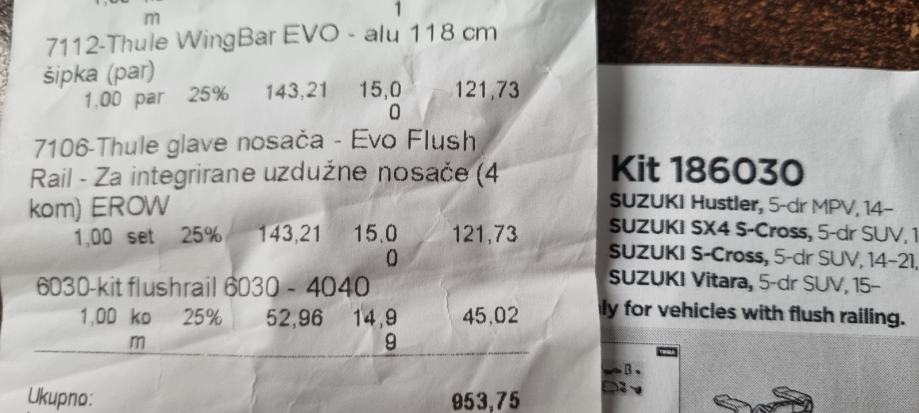 m 1
7112-Thule WingBar EVO - alu 118 cm
šipka (par)
1,00 par 25% 143,21 15,0 121,73
0
7106-Thule glave nosača - Evo Flush
Rail - Za integrirane uzdužne nosače (4
kom) EROW
1,00 set 25% 143,21 15,0 121,73
0
6030-kit flushrail 6030 - 4040
1,00 ko 25% 52,96 14,9 45,02
m 9
Ukupno: 953,75
Kit 186030
SUZUKI Hustler, 5-dr MPV, 14–
SUZUKI SX4 S-Cross, 5-dr SUV, 1
SUZUKI S-Cross, 5-dr SUV, 14–21,
SUZUKI Vitara, 5-dr SUV, 15–
ly for vehicles with flush railing.